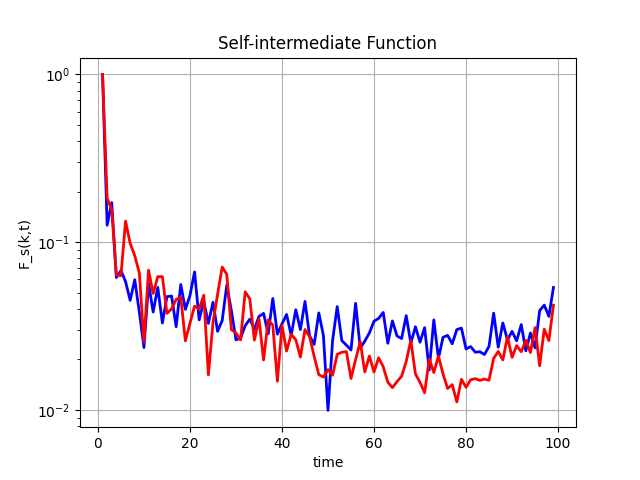 Self-intermediate Function
F_s(k,t)
10⁰
10⁻¹
10⁻²
0 20 40 60 80 100
time